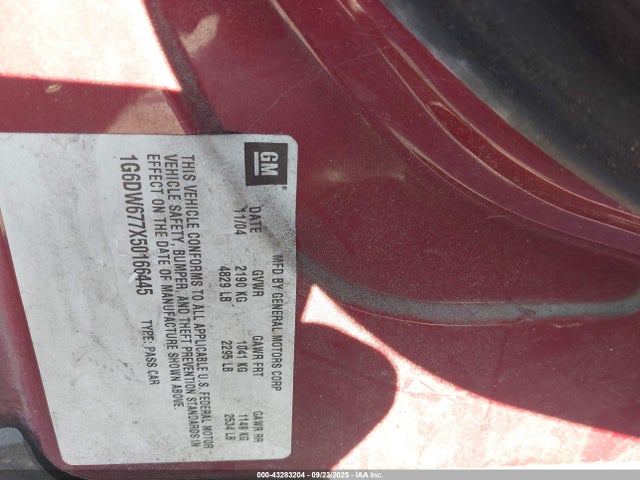 GM
MFD BY GENERAL MOTORS CORP
DATE GVWR GAWR FRT GAWR RR
11/04 2190 KG 1041 KG 1149 KG
4829 LB 2295 LB 2534 LB
THIS VEHICLE CONFORMS TO ALL APPLICABLE U.S. FEDERAL MOTOR
VEHICLE SAFETY, BUMPER, AND THEFT PREVENTION STANDARDS IN
EFFECT ON THE DATE OF MANUFACTURE SHOWN ABOVE.
1G6DW677X50166445 TYPE: PASS CAR
000-43283204 - 09/23/2025 - © IAA Inc.